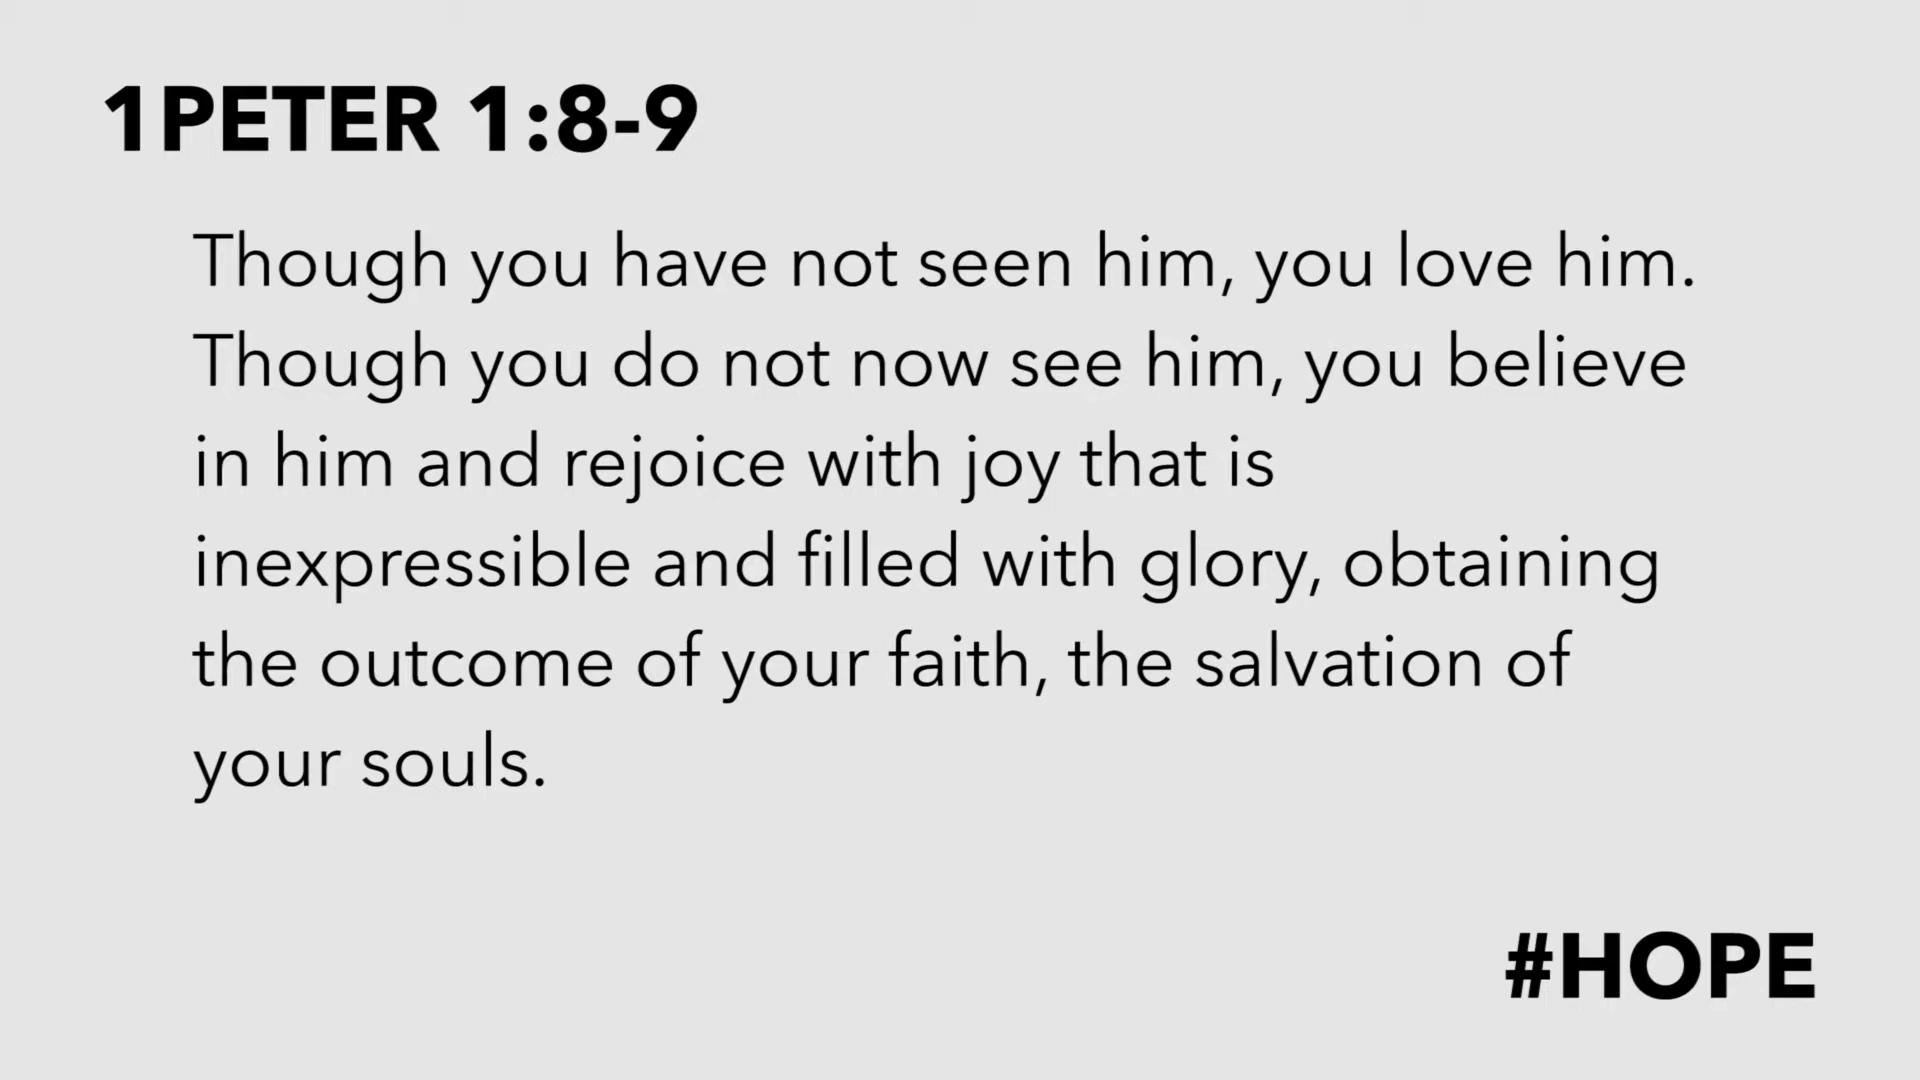 1PETER 1:8-9
Though you have not seen him, you love him.
Though you do not now see him, you believe
in him and rejoice with joy that is
inexpressible and filled with glory, obtaining
the outcome of your faith, the salvation of
your souls.
#HOPE